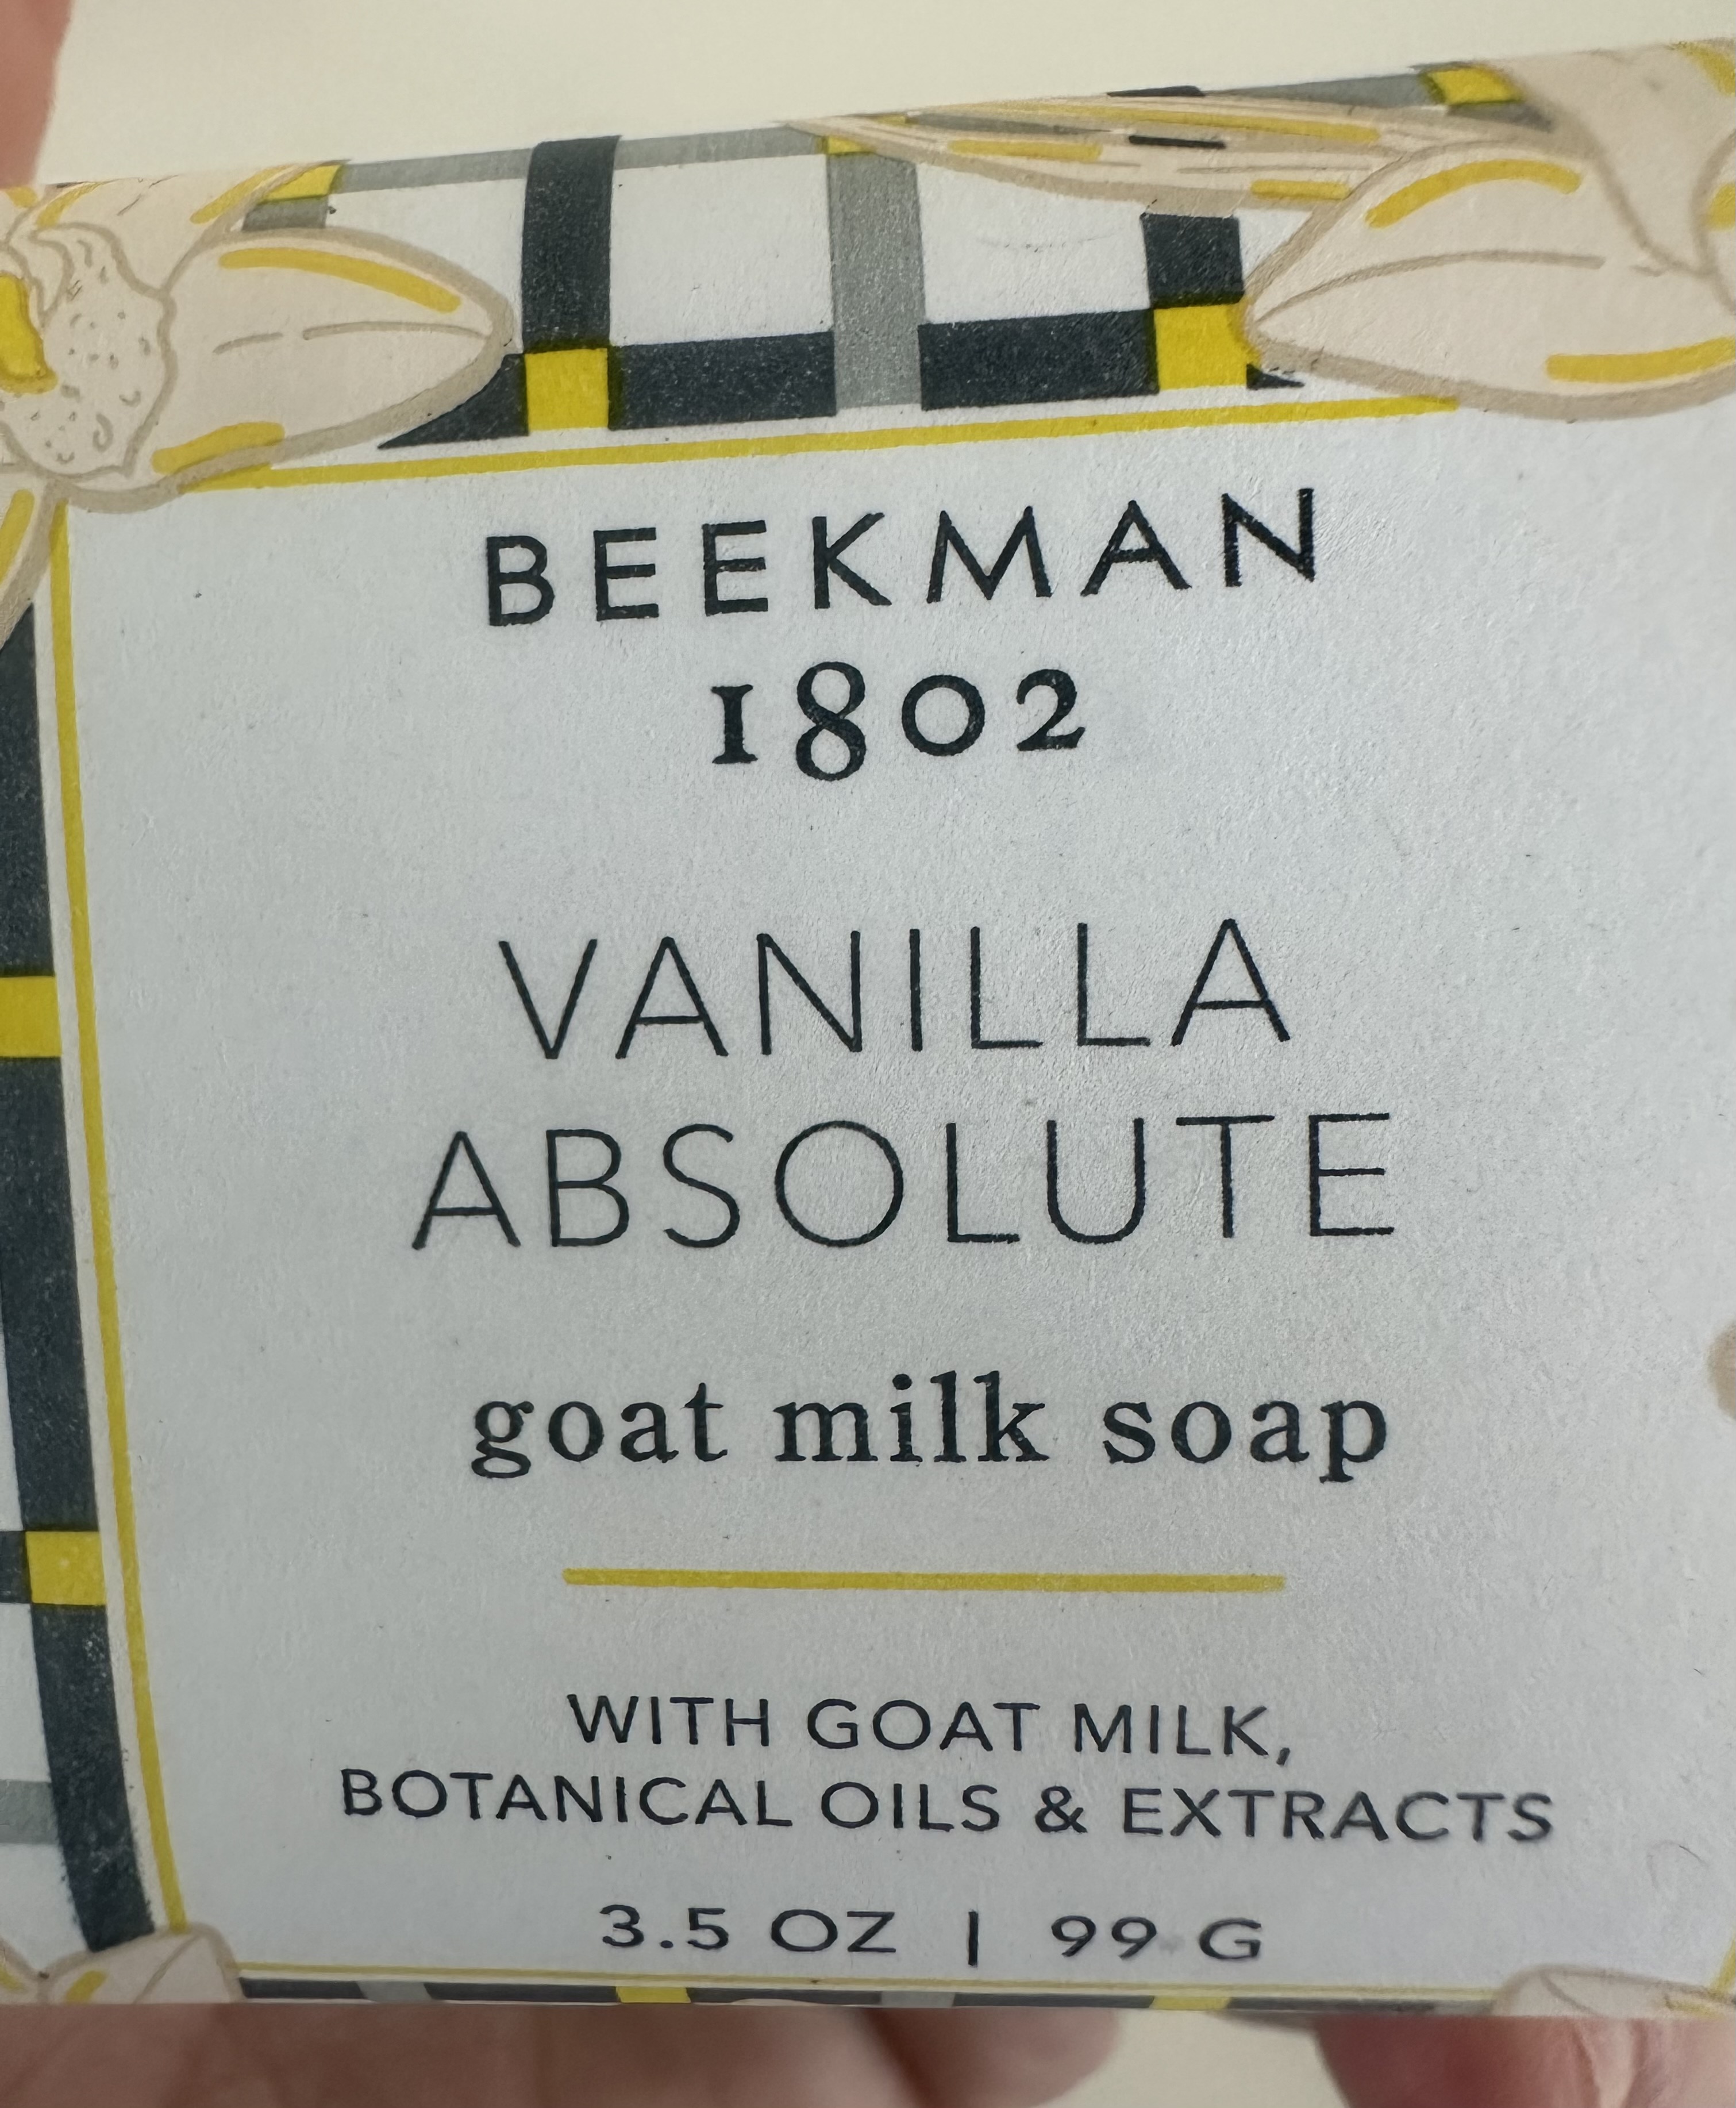 BEEKMAN
1802
VANILLA
ABSOLUTE
goat milk soap
WITH GOAT MILK,
BOTANICAL OILS & EXTRACTS
3.5 OZ | 99 G